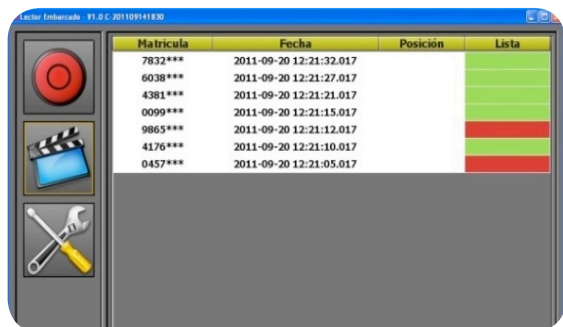 Lector Embarcado - V1.0 C-201109141830
Matricula Fecha Posición Lista
7832*** 2011-09-20 12:21:32.017
6038*** 2011-09-20 12:21:27.017
4381*** 2011-09-20 12:21:21.017
0099*** 2011-09-20 12:21:15.017
9865*** 2011-09-20 12:21:12.017
4176*** 2011-09-20 12:21:10.017
0457*** 2011-09-20 12:21:05.017